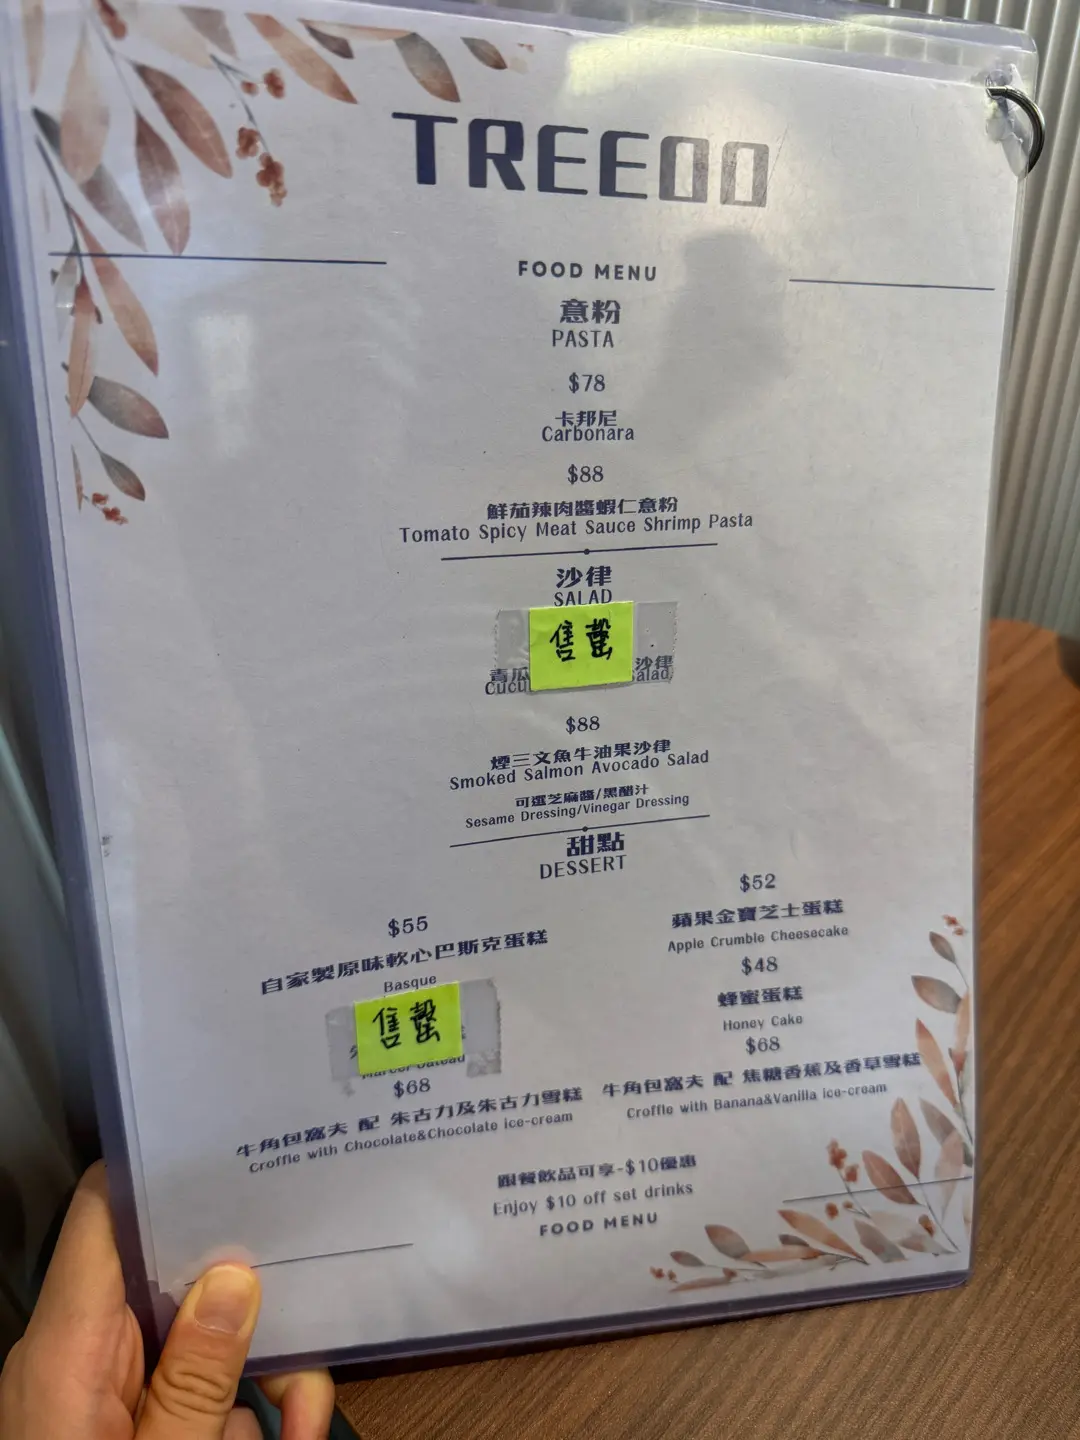 TREEOO
FOOD MENU
意粉
PASTA
$78
卡邦尼
Carbonara
$88
鮮茄辣肉醬蝦仁意粉
Tomato Spicy Meat Sauce Shrimp Pasta
沙律
SALAD
售罄
青瓜 沙律
Salad
$88
煙三文魚牛油果沙律
Smoked Salmon Avocado Salad
可選芝麻醬/黑醋汁
Sesame Dressing/Vinegar Dressing
甜點
DESSERT
$55
自家製原味軟心巴斯克蛋糕
Basque
售罄
$68
牛角包窩夫 配 朱古力及朱古力雪糕
Croffle with Chocolate&Chocolate ice-cream
$52
蘋果金寶芝士蛋糕
Apple Crumble Cheesecake
$48
蜂蜜蛋糕
Honey Cake
$68
牛角包窩夫 配 焦糖香蕉及香草雪糕
Croffle with Banana&Vanilla ice-cream
跟餐飲品可享-$10優惠
Enjoy $10 off set drinks
FOOD MENU